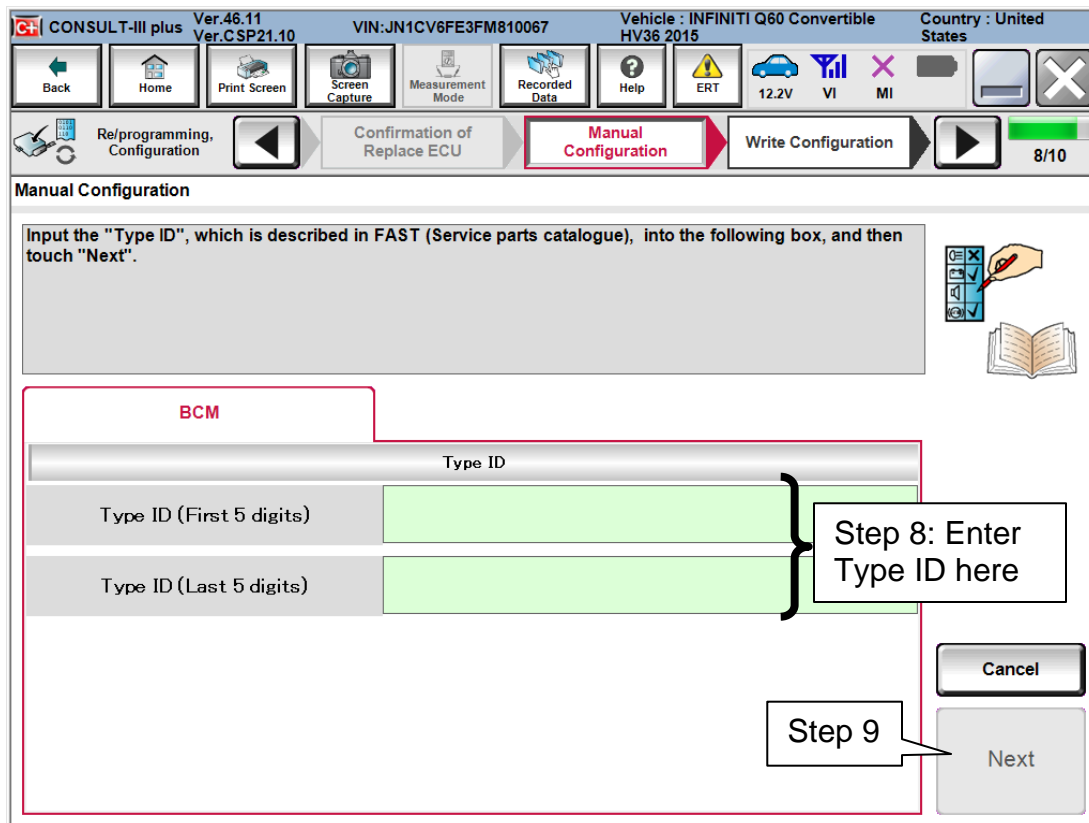 C+ CONSULT-III plus Ver.46.11
Ver.CSP21.10
VIN:JN1CV6FE3FM810067
Vehicle : INFINITI Q60 Convertible
HV36 2015
Country : United
States
Back
Home
Print Screen
Screen
Capture
Measurement
Mode
Recorded
Data
Help
ERT
12.2V
VI
MI
Re/programming,
Configuration
Confirmation of
Replace ECU
Manual
Configuration
Write Configuration
8/10
Manual Configuration
Input the "Type ID", which is described in FAST (Service parts catalogue), into the following box, and then
touch "Next".
BCM
Type ID
Type ID (First 5 digits)
Type ID (Last 5 digits)
Step 8: Enter
Type ID here
Cancel
Step 9
Next